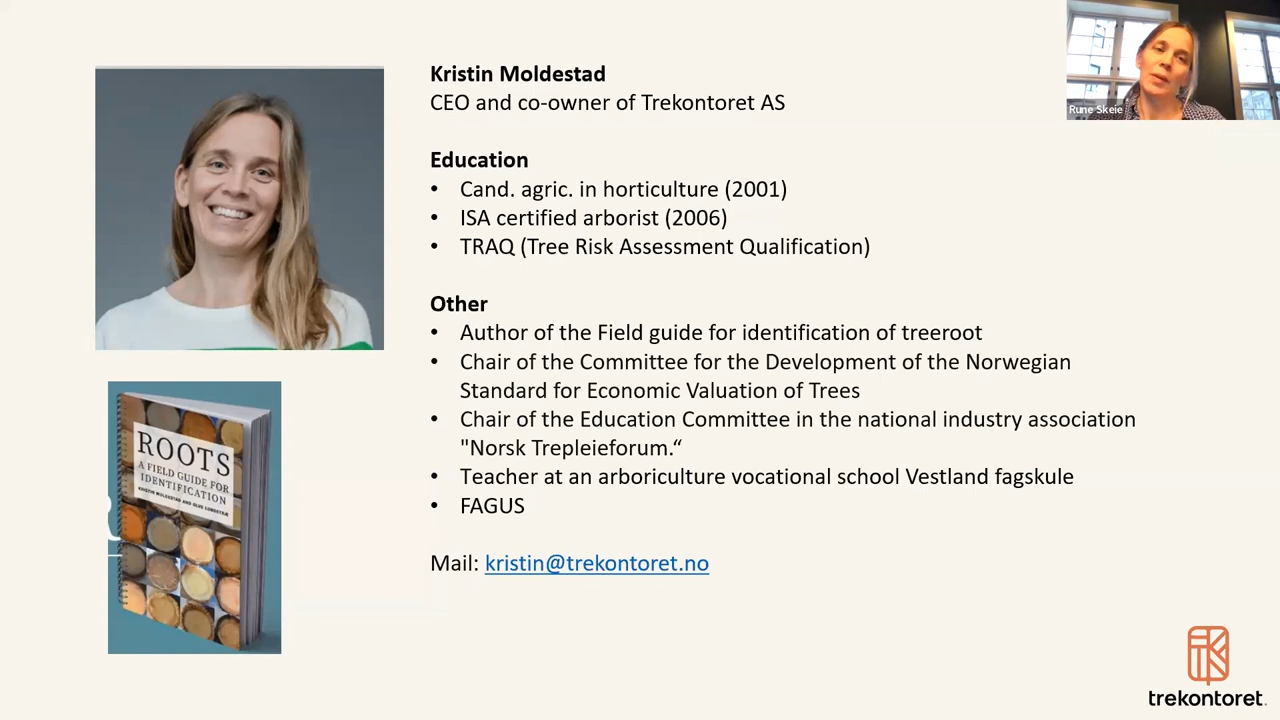 Kristin Moldestad
CEO and co-owner of Trekontoret AS
Rune Skeie
Education
• Cand. agric. in horticulture (2001)
• ISA certified arborist (2006)
• TRAQ (Tree Risk Assessment Qualification)
Other
• Author of the Field guide for identification of treeroot
• Chair of the Committee for the Development of the Norwegian
Standard for Economic Valuation of Trees
• Chair of the Education Committee in the national industry association
"Norsk Trepleieforum.“
• Teacher at an arboriculture vocational school Vestland fagskule
• FAGUS
Mail: kristin@trekontoret.no
ROOTS
A FIELD GUIDE FOR
IDENTIFICATION
KRISTIN MOLDESTAD AND
trekontoret.